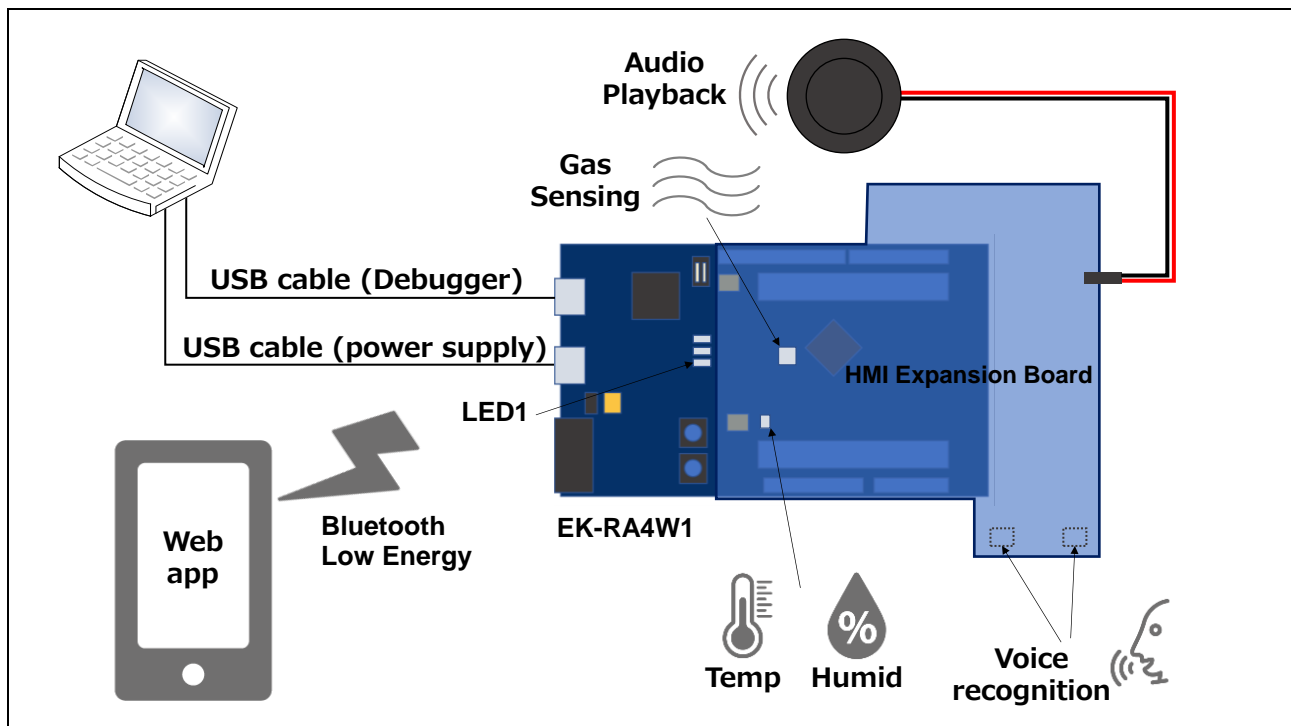 Audio
Playback
Gas
Sensing
USB cable (Debugger)
USB cable (power supply)
HMI Expansion Board
LED1
EK-RA4W1
Bluetooth
Low Energy
Web
app
%
Temp
Humid
Voice
recognition